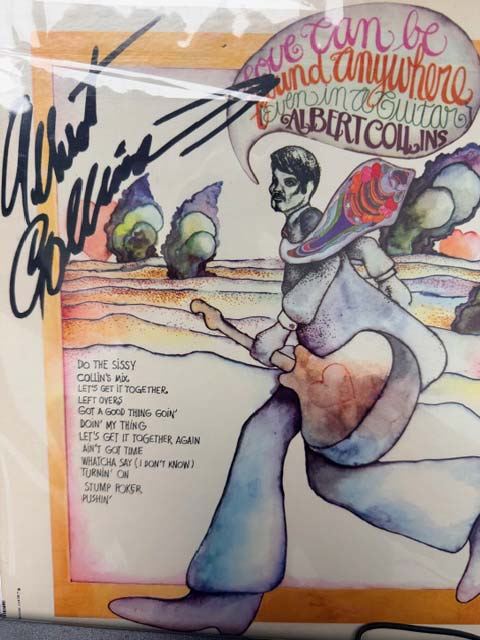 Albert
Collins
Love can be
found anywhere
Even in a Guitar
ALBERT COLLINS
DO THE SISSY
COLLIN'S MIX.
LET'S GET IT TOGETHER.
LEFT OVERS
GOT A GOOD THING GOIN'
DOIN' MY THING
LET'S GET IT TOGETHER AGAIN
AIN'T GOT TIME
WHATCHA SAY (I DON'T KNOW)
TURNIN' ON
STUMP POKER
PUSHIN'